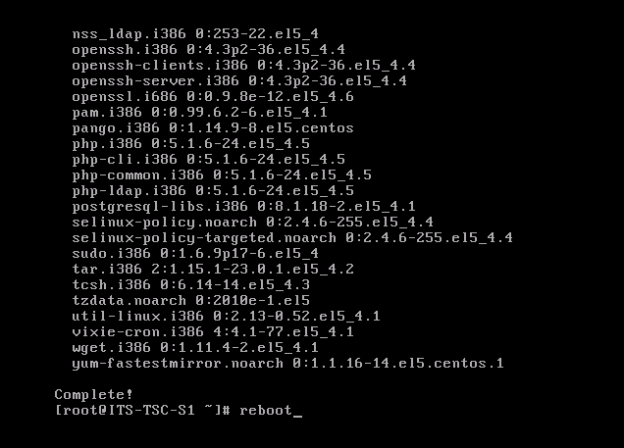 nss_ldap.i386 0:253-22.el5_4
openssh.i386 0:4.3p2-36.el5_4.4
openssh-clients.i386 0:4.3p2-36.el5_4.4
openssh-server.i386 0:4.3p2-36.el5_4.4
openssl.i686 0:0.9.8e-12.el5_4.6
pam.i386 0:0.99.6.2-6.el5_4.1
pango.i386 0:1.14.9-8.el5.centos
php.i386 0:5.1.6-24.el5_4.5
php-cli.i386 0:5.1.6-24.el5_4.5
php-common.i386 0:5.1.6-24.el5_4.5
php-ldap.i386 0:5.1.6-24.el5_4.5
postgresql-libs.i386 0:8.1.18-2.el5_4.1
selinux-policy.noarch 0:2.4.6-255.el5_4.4
selinux-policy-targeted.noarch 0:2.4.6-255.el5_4.4
sudo.i386 0:1.6.9p17-6.el5_4
tar.i386 2:1.15.1-23.0.1.el5_4.2
tcsh.i386 0:6.14-14.el5_4.3
tzdata.noarch 0:2010e-1.el5
util-linux.i386 0:2.13-0.52.el5_4.1
vixie-cron.i386 4:4.1-77.el5_4.1
wget.i386 0:1.11.4-2.el5_4.1
yum-fastestmirror.noarch 0:1.1.16-14.el5.centos.1
Complete!
[root@ITS-TSC-S1 ~]# reboot_